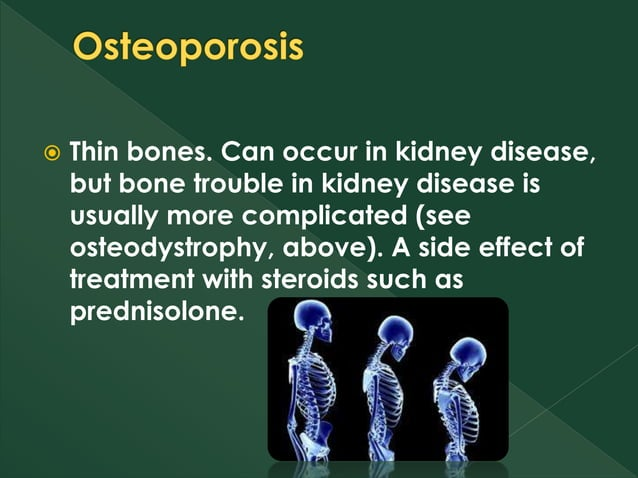 Osteoporosis
Thin bones. Can occur in kidney disease,
but bone trouble in kidney disease is
usually more complicated (see
osteodystrophy, above). A side effect of
treatment with steroids such as
prednisolone.